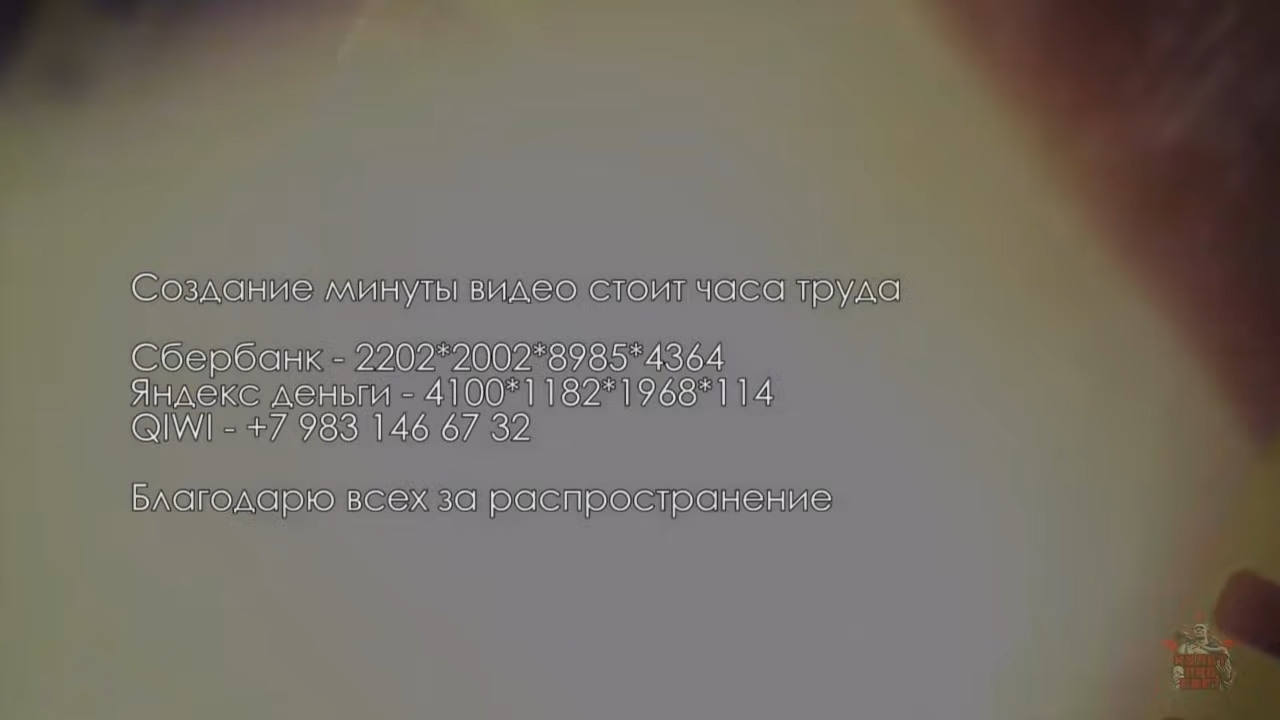 Создание минуты видео стоит часа труда
Сбербанк - 2202*2002*8985*4364
Яндекс деньги - 4100*1182*1968*114
QIWI - +7 983 146 67 32
Благодарю всех за распространение